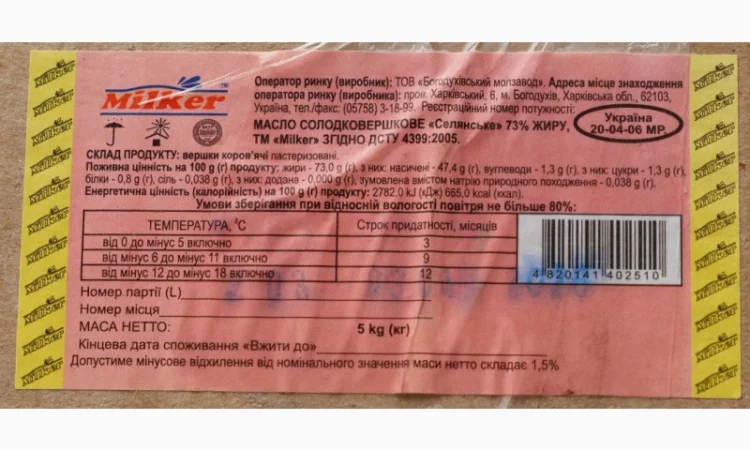 Milker™
Оператор ринку (виробник): ТОВ «Богодухівський молзавод». Адреса місце знаходження
оператора ринку (виробника): пров. Харківський, 6, м. Богодухів, Харківська обл., 62103,
Україна, тел./факс: (05758) 3-18-99. Реєстраційний номер потужності:
Україна
20-04-06 МР
МАСЛО СОЛОДКОВЕРШКОВЕ «Селянське» 73% ЖИРУ,
ТМ «Milker» ЗГІДНО ДСТУ 4399:2005.
СКЛАД ПРОДУКТУ: вершки коров'ячі пастеризовані.
Поживна цінність на 100 g (г) продукту: жири - 73,0 g (г), з них: насичені - 47,4 g (г), вуглеводи - 1,3 g (г), з них: цукри - 1,3 g (г),
білки - 0,8 g (г), сіль - 0,038 g (г), з них: додана - 0,000 g (г), зумовлена вмістом натрію природного походження - 0,038 g (г).
Енергетична цінність (калорійність) на 100 g (г) продукту: 2782,0 kJ (кДж) 665,0 kcal (ккал).
Умови зберігання при відносній вологості повітря не більше 80%:
ТЕМПЕРАТУРА, °С Строк придатності, місяців
від 0 до мінус 5 включно 3
від мінус 6 до мінус 11 включно 9
від мінус 12 до мінус 18 включно 12
4 820141 402510
Номер партії (L)
Номер місця
МАСА НЕТТО: 5 kg (кг)
Кінцева дата споживання «Вжити до»
Допустиме мінусове відхилення від номінального значення маси нетто складає 1,5%